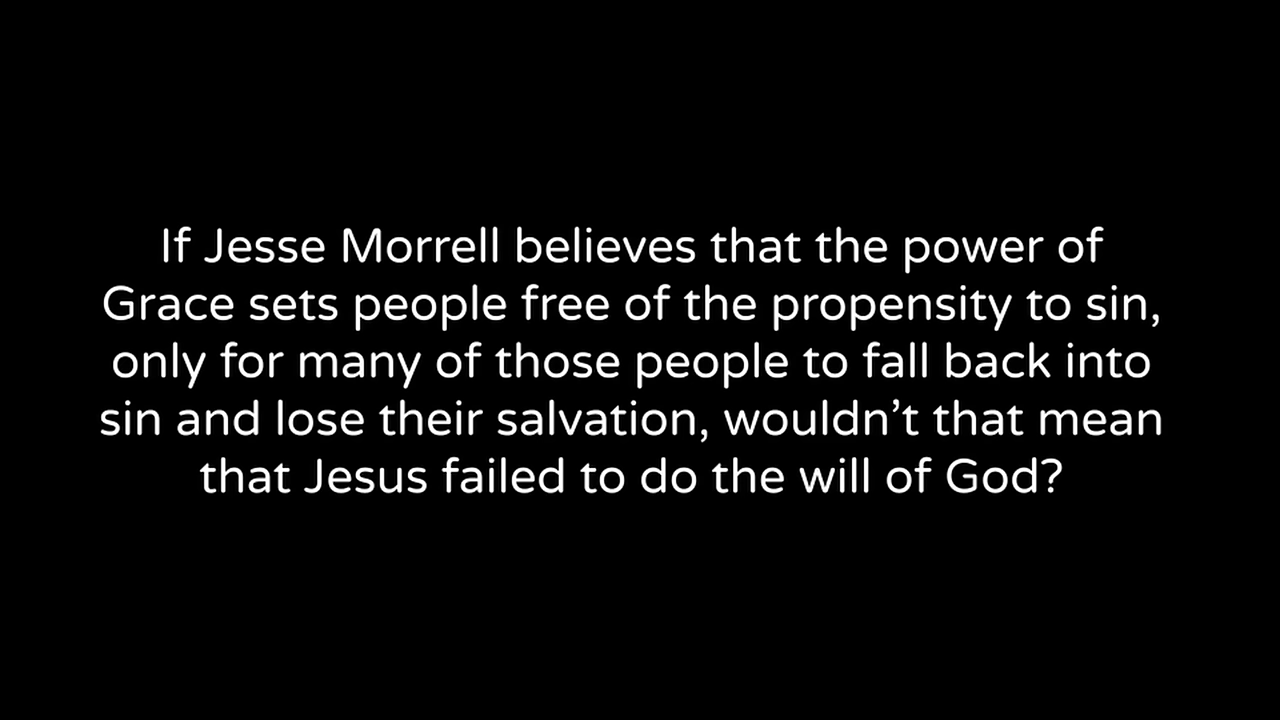 If Jesse Morrell believes that the power of
Grace sets people free of the propensity to sin,
only for many of those people to fall back into
sin and lose their salvation, wouldn’t that mean
that Jesus failed to do the will of God?